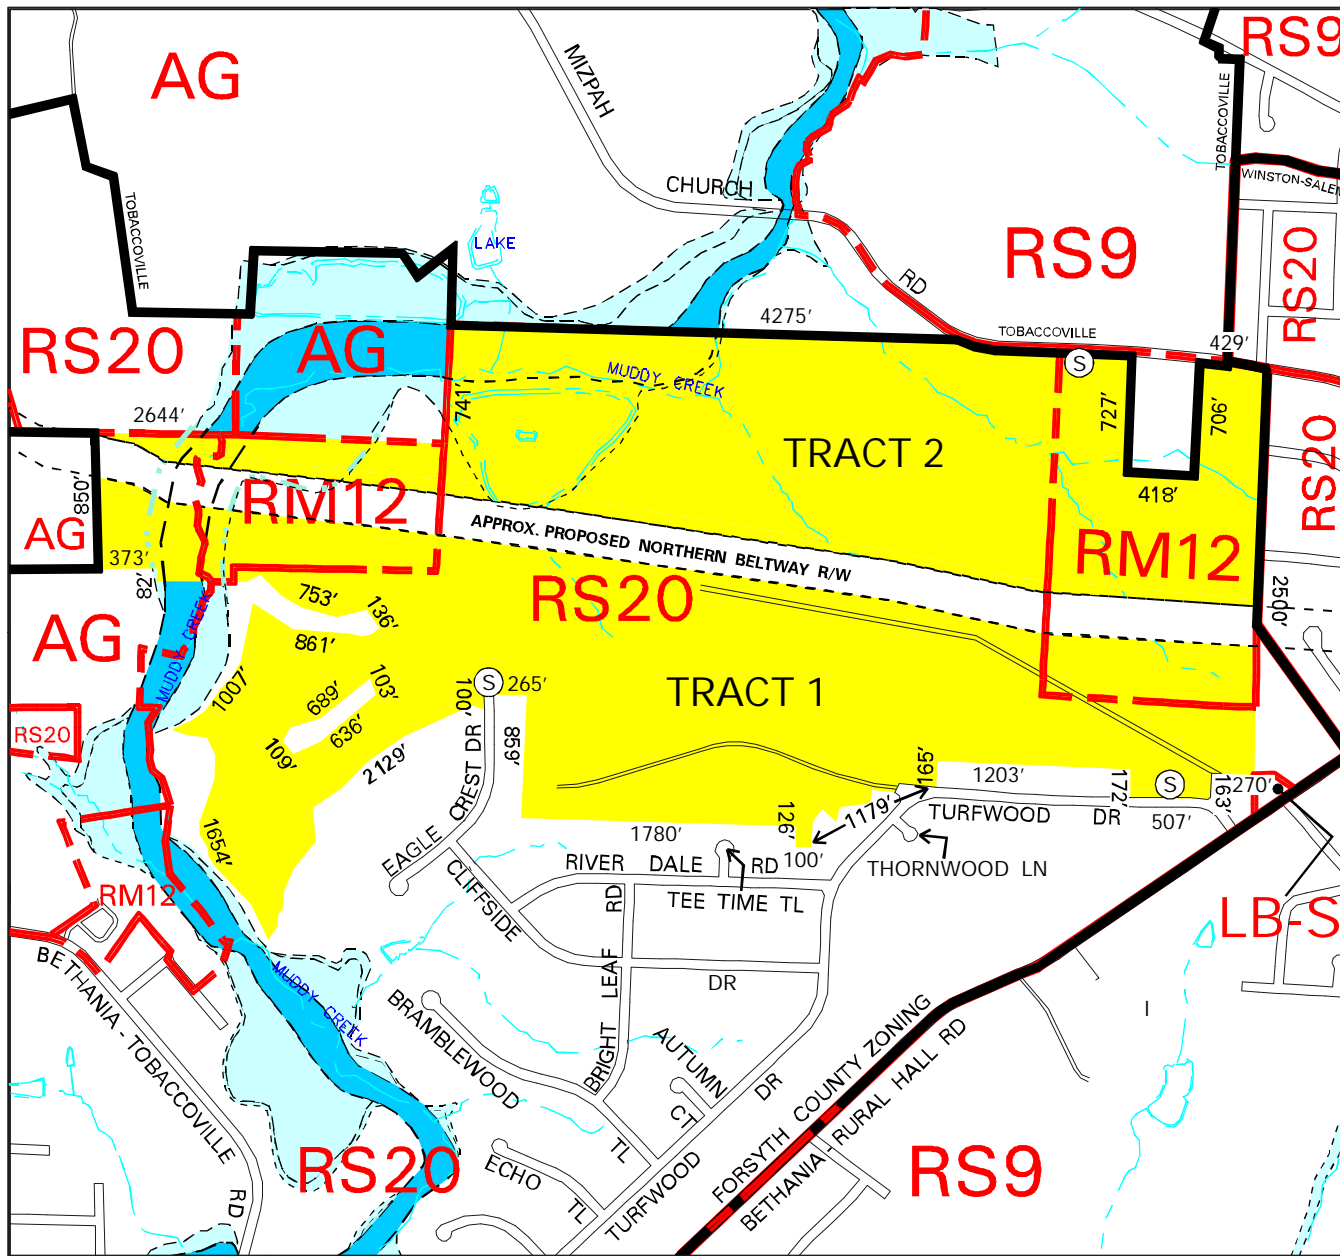 AG
MIZPAH
CHURCH
RD
RS9
TOBACCOVILLE
WINSTON-SALEM
TOBACCOVILLE
LAKE
RS9
RS20
RS20
AG
4275'
TOBACCOVILLE
429'
S
2644'
741'
MUDDY CREEK
727'
706'
418'
TRACT 2
RS20
850'
AG
RM12
APPROX. PROPOSED NORTHERN BELTWAY R/W
RM12
373'
827'
RS20
2500'
AG
MUDDY CREEK
753'
136'
861'
1007'
689'
103'
636'
109'
2129'
1654'
100'
S
265'
859'
TRACT 1
RS20
165'
1203'
172'
S
163'
270'
507'
1179'
126'
100'
1780'
EAGLE CREST DR
TURFWOOD DR
RIVER DALE RD
THORNWOOD LN
TEE TIME TL
CLIFFSIDE DR
BRIGHT LEAF RD
RM12
LB-S
BETHANIA - TOBACCOVILLE RD
MUDDY CREEK
BRAMBLEWOOD TL
AUTUMN CT
TURFWOOD DR
ECHO TL
RS20
FORSYTH COUNTY ZONING
BETHANIA - RURAL HALL RD
RS9
I